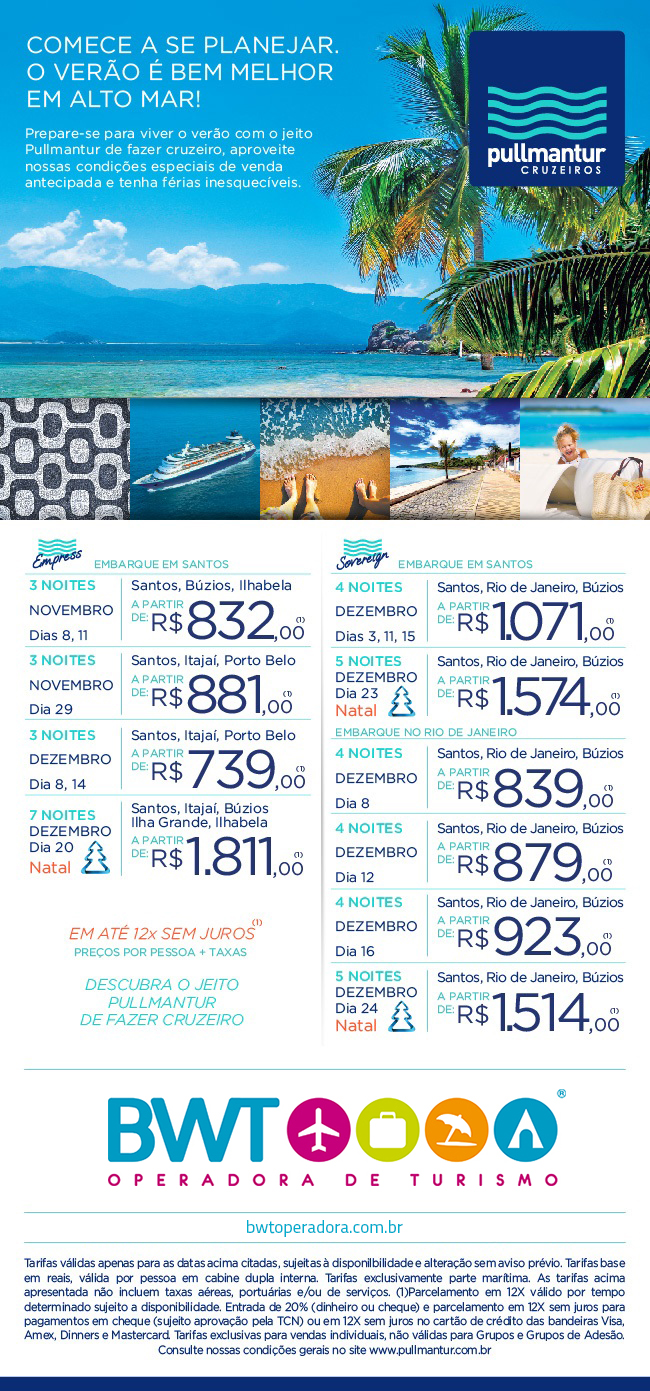 COMECE A SE PLANEJAR.
O VERÃO É BEM MELHOR
EM ALTO MAR!
Prepare-se para viver o verão com o jeito
Pullmantur de fazer cruzeiro, aproveite
nossas condições especiais de venda
antecipada e tenha férias inesquecíveis.
pullmantur
CRUZEIROS
Empress EMBARQUE EM SANTOS
3 NOITES
NOVEMBRO
Dias 8, 11
Santos, Búzios, Ilhabela
A PARTIR
DE: R$ 832,00 (1)
3 NOITES
NOVEMBRO
Dia 29
Santos, Itajaí, Porto Belo
A PARTIR
DE: R$ 881,00 (1)
3 NOITES
DEZEMBRO
Dia 8, 14
Santos, Itajaí, Porto Belo
A PARTIR
DE: R$ 739,00 (1)
7 NOITES
DEZEMBRO
Dia 20
Natal
Santos, Itajaí, Búzios
Ilha Grande, Ilhabela
A PARTIR
DE: R$ 1.811,00 (1)
EM ATÉ 12x SEM JUROS (1)
PREÇOS POR PESSOA + TAXAS
DESCUBRA O JEITO
PULLMANTUR
DE FAZER CRUZEIRO
Sovereign EMBARQUE EM SANTOS
4 NOITES
DEZEMBRO
Dias 3, 11, 15
Santos, Rio de Janeiro, Búzios
A PARTIR
DE: R$ 1.071,00 (1)
5 NOITES
DEZEMBRO
Dia 23
Natal
Santos, Rio de Janeiro, Búzios
A PARTIR
DE: R$ 1.574,00 (1)
EMBARQUE NO RIO DE JANEIRO
4 NOITES
DEZEMBRO
Dia 8
Santos, Rio de Janeiro, Búzios
A PARTIR
DE: R$ 839,00 (1)
4 NOITES
DEZEMBRO
Dia 12
Santos, Rio de Janeiro, Búzios
A PARTIR
DE: R$ 879,00 (1)
4 NOITES
DEZEMBRO
Dia 16
Santos, Rio de Janeiro, Búzios
A PARTIR
DE: R$ 923,00 (1)
5 NOITES
DEZEMBRO
Dia 24
Natal
Santos, Rio de Janeiro, Búzios
A PARTIR
DE: R$ 1.514,00 (1)
BWT ®
OPERADORA DE TURISMO
bwtoperadora.com.br
Tarifas válidas apenas para as datas acima citadas, sujeitas à disponilbilidade e alteração sem aviso prévio. Tarifas base
em reais, válida por pessoa em cabine dupla interna. Tarifas exclusivamente parte marítima. As tarifas acima
apresentada não incluem taxas aéreas, portuárias e/ou de serviços. (1)Parcelamento em 12X válido por tempo
determinado sujeito a disponibilidade. Entrada de 20% (dinheiro ou cheque) e parcelamento em 12X sem juros para
pagamentos em cheque (sujeito aprovação pela TCN) ou em 12X sem juros no cartão de crédito das bandeiras Visa,
Amex, Dinners e Mastercard. Tarifas exclusivas para vendas individuais, não válidas para Grupos e Grupos de Adesão.
Consulte nossas condições gerais no site www.pullmantur.com.br